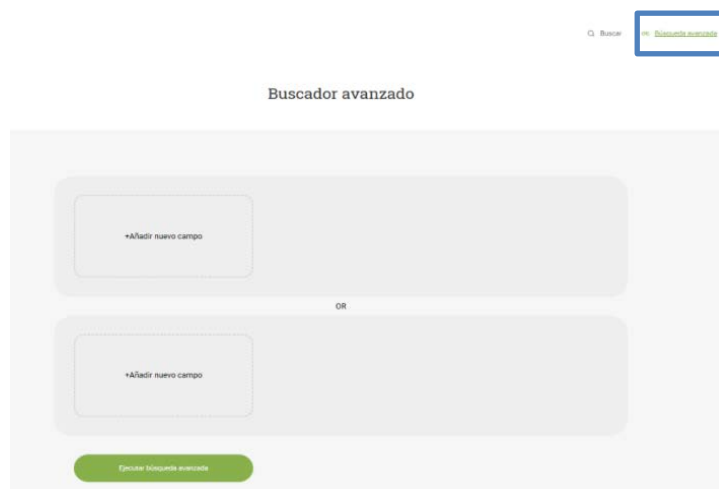 Buscar Búsqueda avanzada
Buscador avanzado
+Añadir nuevo campo
OR
+Añadir nuevo campo
Ejecutar búsqueda avanzada